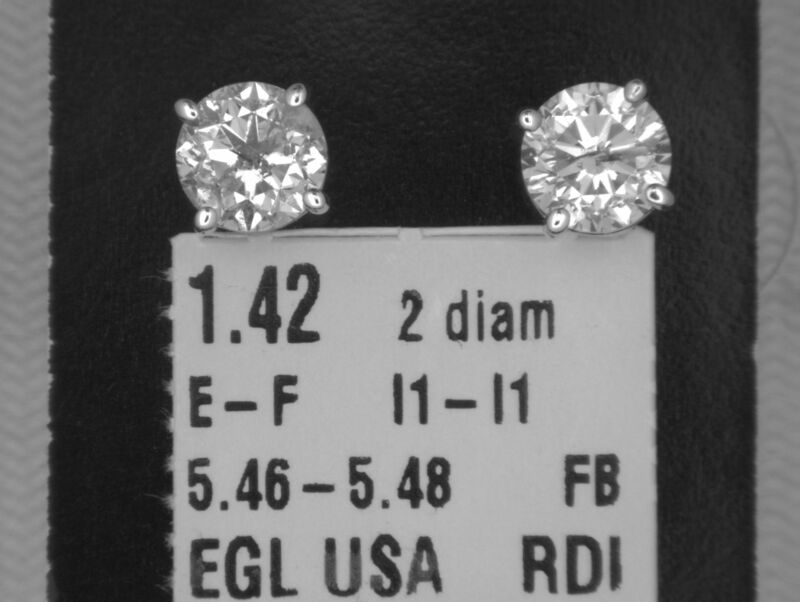 1.42 2 diam
E-F I1-I1
5.46-5.48 FB
EGL USA RDI